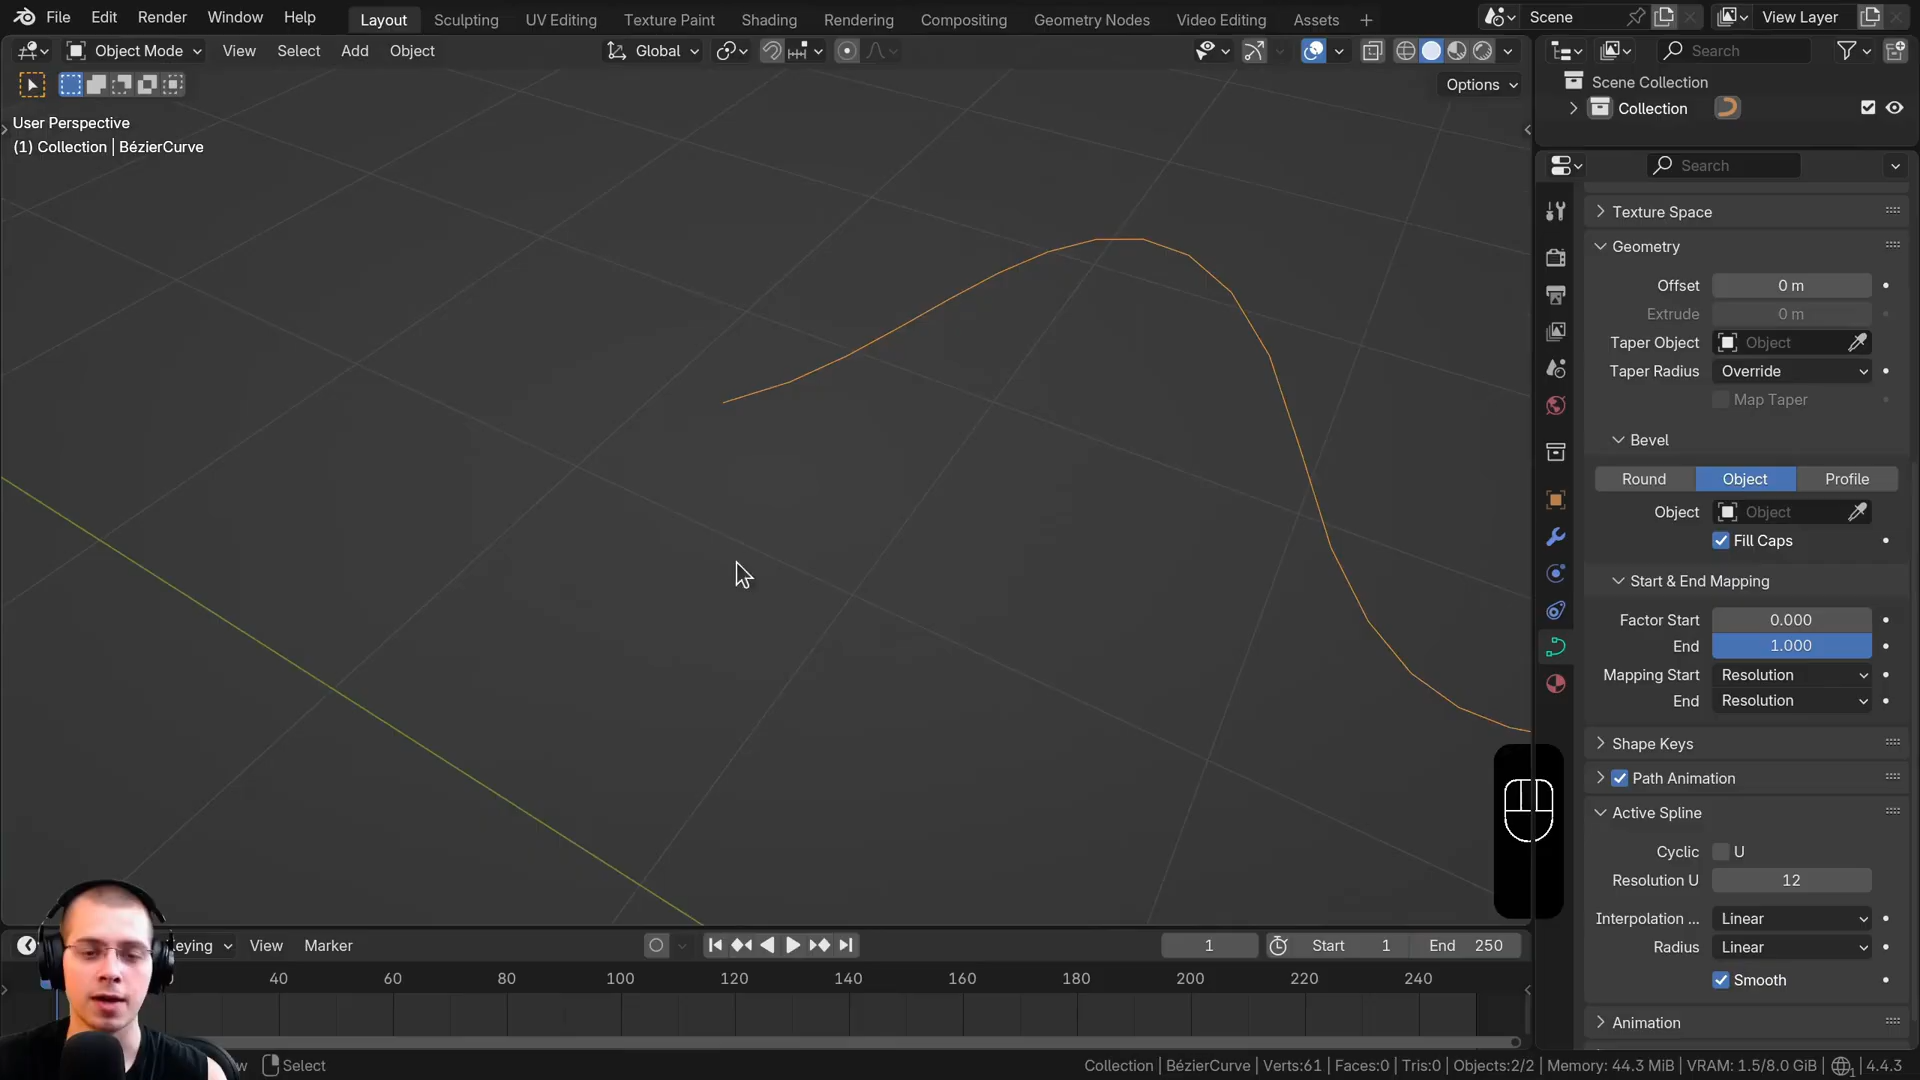 File Edit Render Window Help Layout Sculpting UV Editing Texture Paint Shading Animation Rendering Compositing Geometry Nodes Video Editing Assets + Scene View Layer
Object Mode View Select Add Object Global Search
Options
User Perspective
(1) Collection | BézierCurve
Scene Collection
Collection
Search
Texture Space
Geometry
Offset 0 m
Extrude 0 m
Taper Object Object
Taper Radius Override
Map Taper
Bevel
Round Object Profile
Object Object
Fill Caps
Start & End Mapping
Factor Start 0.000
End 1.000
Mapping Start Resolution
End Resolution
Shape Keys
Path Animation
Active Spline
Cyclic U
Resolution U 12
Interpolation ... Linear
Radius Linear
Smooth
Animation
View Marker 1 Start 1 End 250
40 60 80 100 120 140 160 180 200 220 240
Select Collection | BézierCurve | Verts:61 | Faces:0 | Tris:0 | Objects:2/2 | Memory: 44.3 MiB | VRAM: 1.5/8.0 GiB | 4.4.3